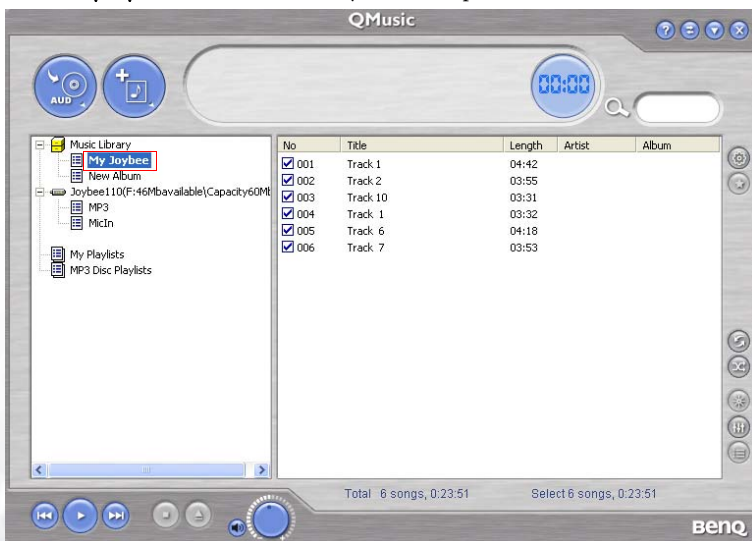 QMusic
AUD
00:00
Music Library
My Joybee
New Album
Joybee110(F:46Mbavailable\Capacity60Mb
MP3
MicIn
My Playlists
MP3 Disc Playlists
No Title Length Artist Album
001 Track 1 04:42
002 Track 2 03:55
003 Track 10 03:31
004 Track 1 03:32
005 Track 6 04:18
006 Track 7 03:53
Total 6 songs, 0:23:51 Select 6 songs, 0:23:51
BenQ